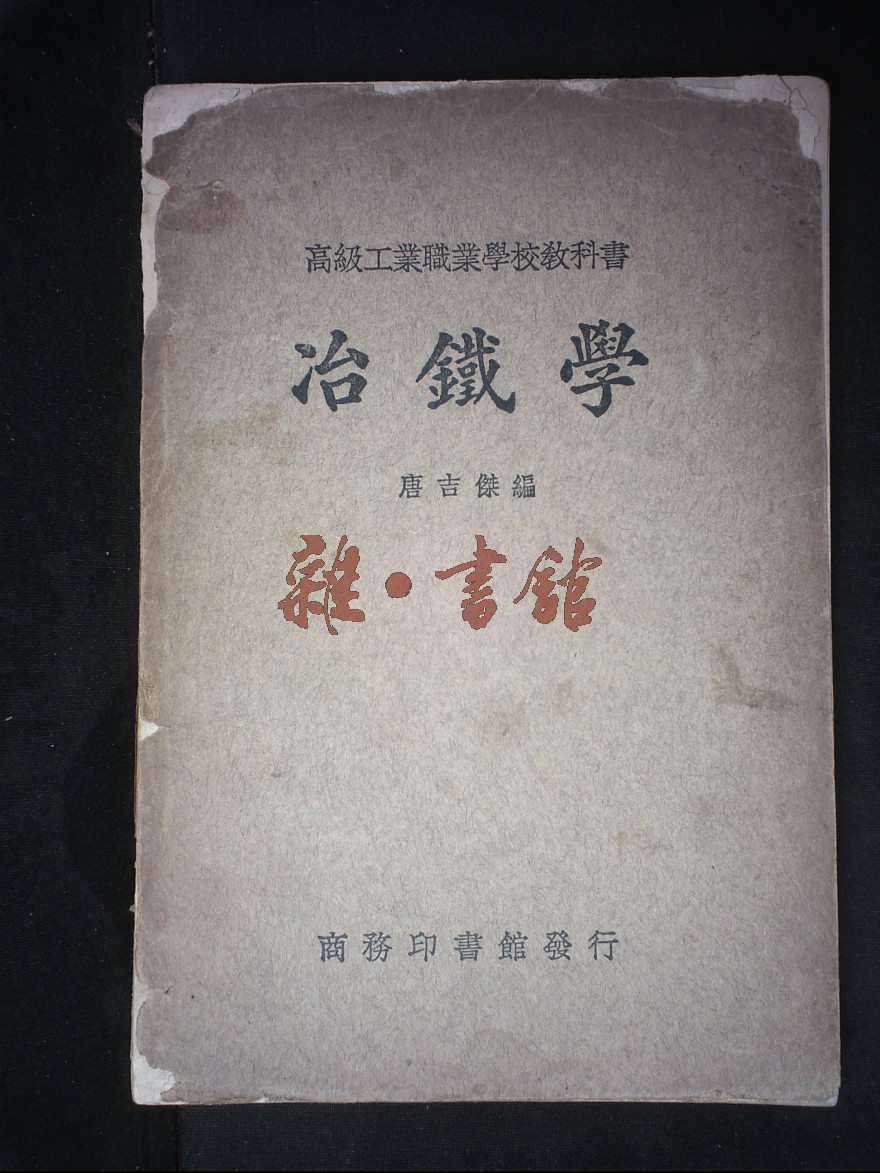 高級工業職業學校教科書
冶鐵學
唐吉傑編
雜·書館
商務印書館發行